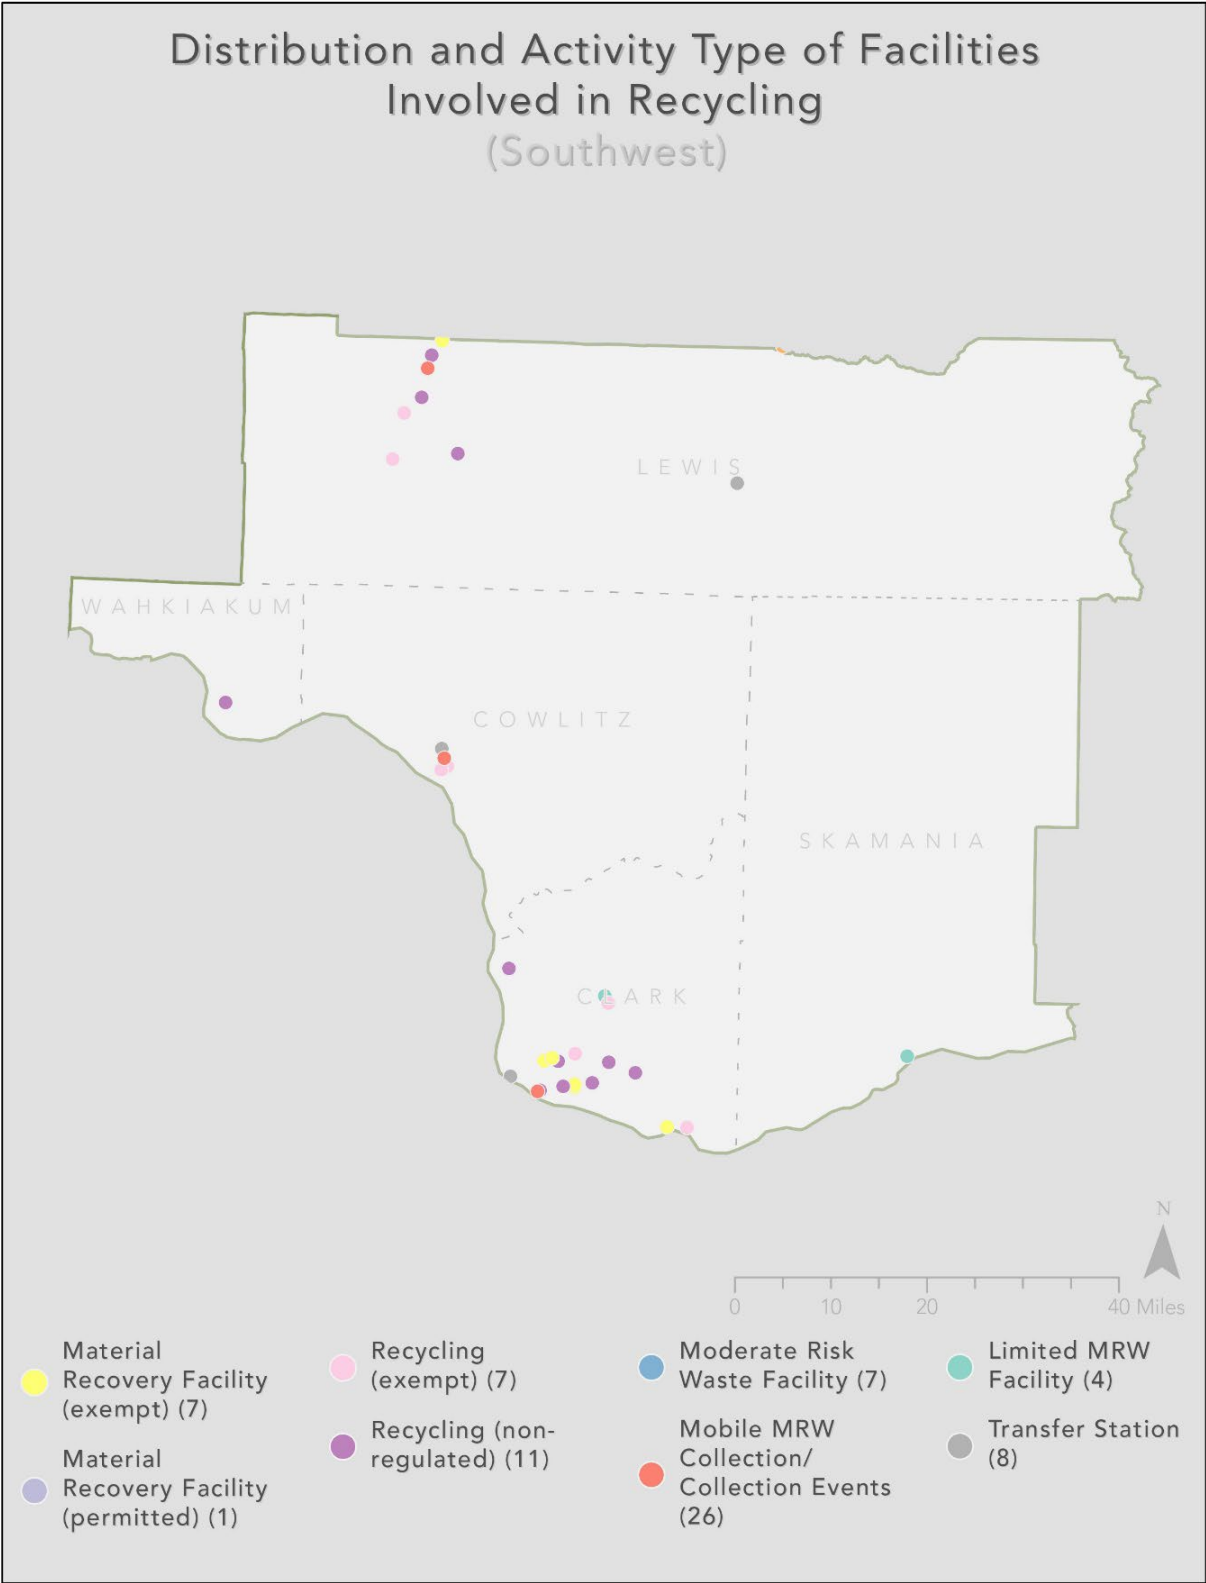 Distribution and Activity Type of Facilities
Involved in Recycling
(Southwest)
LEWIS
WAHKIAKUM
COWLITZ
SKAMANIA
CLARK
N
0 10 20 40 Miles
Material
Recovery Facility
(exempt) (7)
Material
Recovery Facility
(permitted) (1)
Recycling
(exempt) (7)
Recycling (non-
regulated) (11)
Moderate Risk
Waste Facility (7)
Mobile MRW
Collection/
Collection Events
(26)
Limited MRW
Facility (4)
Transfer Station
(8)